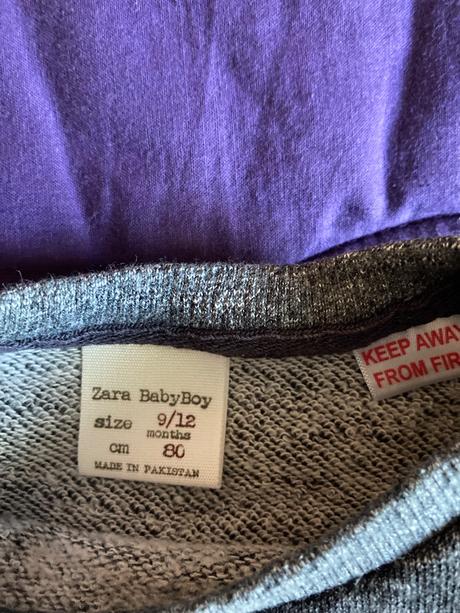 Zara BabyBoy
size 9/12
months
cm 80
MADE IN PAKISTAN
KEEP AWAY
FROM FIR